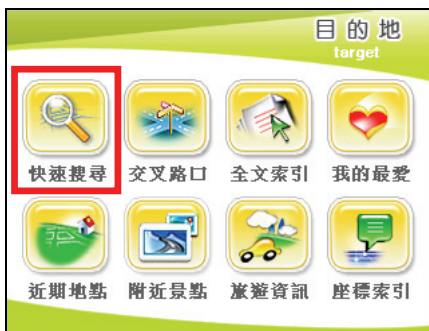 目的地
target
快速搜尋 交叉路口 全文索引 我的最愛
近期地點 附近景點 旅遊資訊 座標索引